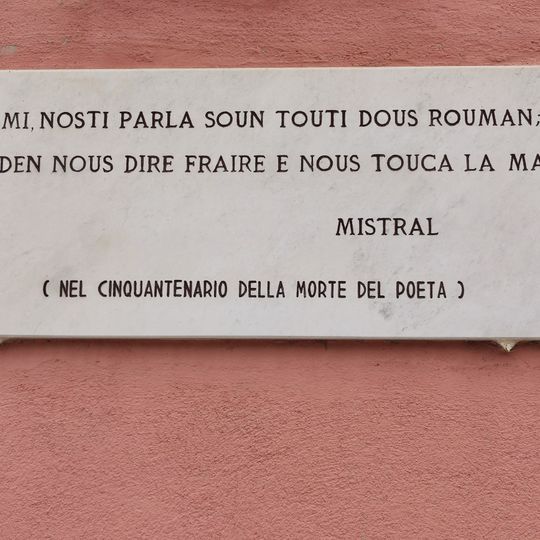 MI, NOSTI PARLA SOUN TOUTI DOUS ROUMAN;
DEN NOUS DIRE FRAIRE E NOUS TOUCA LA MA
MISTRAL
( NEL CINQUANTENARIO DELLA MORTE DEL POETA )